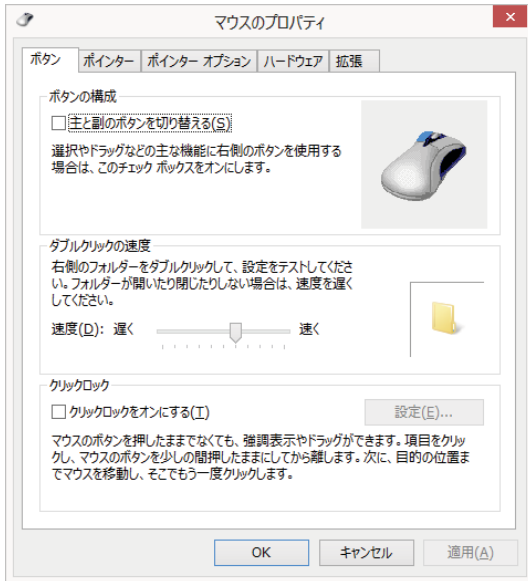 マウスのプロパティ
ボタン ポインター ポインター オプション ハードウェア 拡張
ボタンの構成
主と副のボタンを切り替える(S)
選択やドラッグなどの主な機能に右側のボタンを使用する
場合は、このチェック ボックスをオンにします。
ダブルクリックの速度
右側のフォルダーをダブルクリックして、設定をテストしてくださ
い。フォルダーが開いたり閉じたりしない場合は、速度を遅く
してください。
速度(D): 遅く 速く
クリックロック
クリックロックをオンにする(T) 設定(E)...
マウスのボタンを押したままでなくても、強調表示やドラッグができます。項目をクリッ
クし、マウスのボタンを少しの間押したままにしてから離します。次に、目的の位置ま
でマウスを移動し、そこでもう一度クリックします。
OK キャンセル 適用(A)